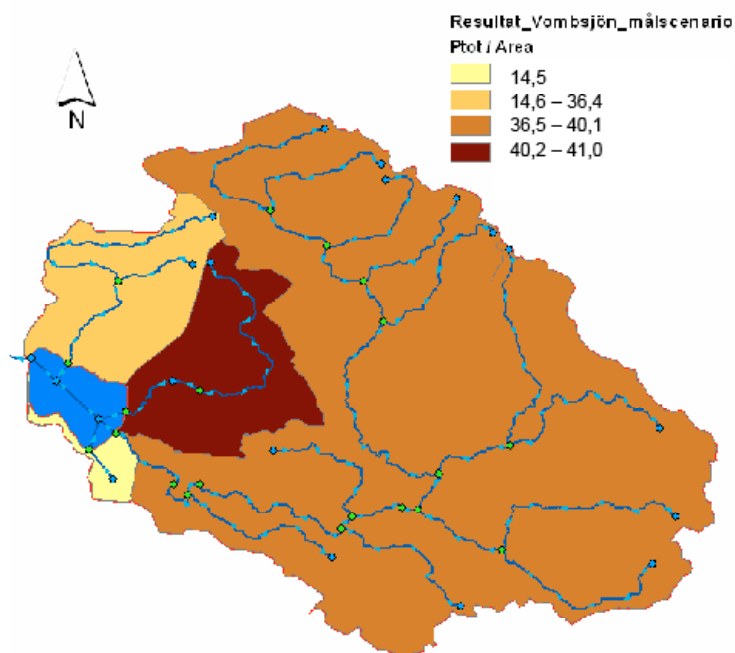 Resultat_Vombsjön_målscenario
Ptot / Area
14,5
14,6 – 36,4
36,5 – 40,1
40,2 – 41,0
N